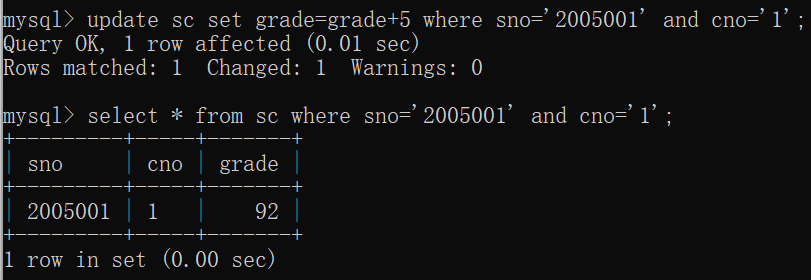 mysql> update sc set grade=grade+5 where sno='2005001' and cno='1';
Query OK, 1 row affected (0.01 sec)
Rows matched: 1  Changed: 1  Warnings: 0

mysql> select * from sc where sno='2005001' and cno='1';
+---------+-----+-------+
| sno     | cno | grade |
+---------+-----+-------+
| 2005001 | 1   |    92 |
+---------+-----+-------+
1 row in set (0.00 sec)